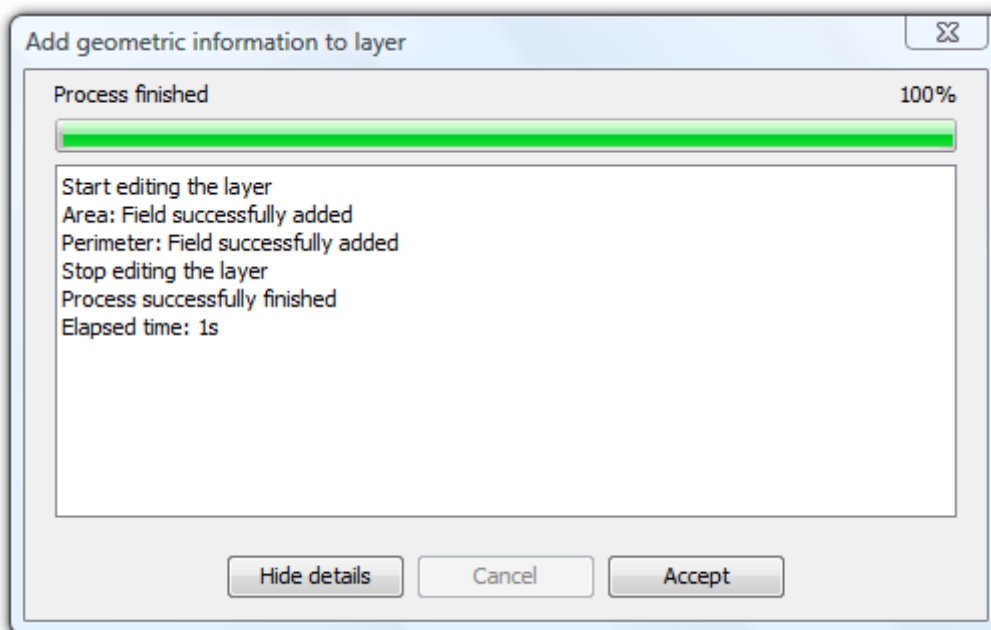 Add geometric information to layer
Process finished 100%
Start editing the layer
Area: Field successfully added
Perimeter: Field successfully added
Stop editing the layer
Process successfully finished
Elapsed time: 1s
Hide details Cancel Accept